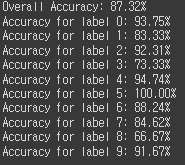 Overall Accuracy: 87.32%
Accuracy for label 0: 93.75%
Accuracy for label 1: 83.33%
Accuracy for label 2: 92.31%
Accuracy for label 3: 73.33%
Accuracy for label 4: 94.74%
Accuracy for label 5: 100.00%
Accuracy for label 6: 88.24%
Accuracy for label 7: 84.62%
Accuracy for label 8: 66.67%
Accuracy for label 9: 91.67%